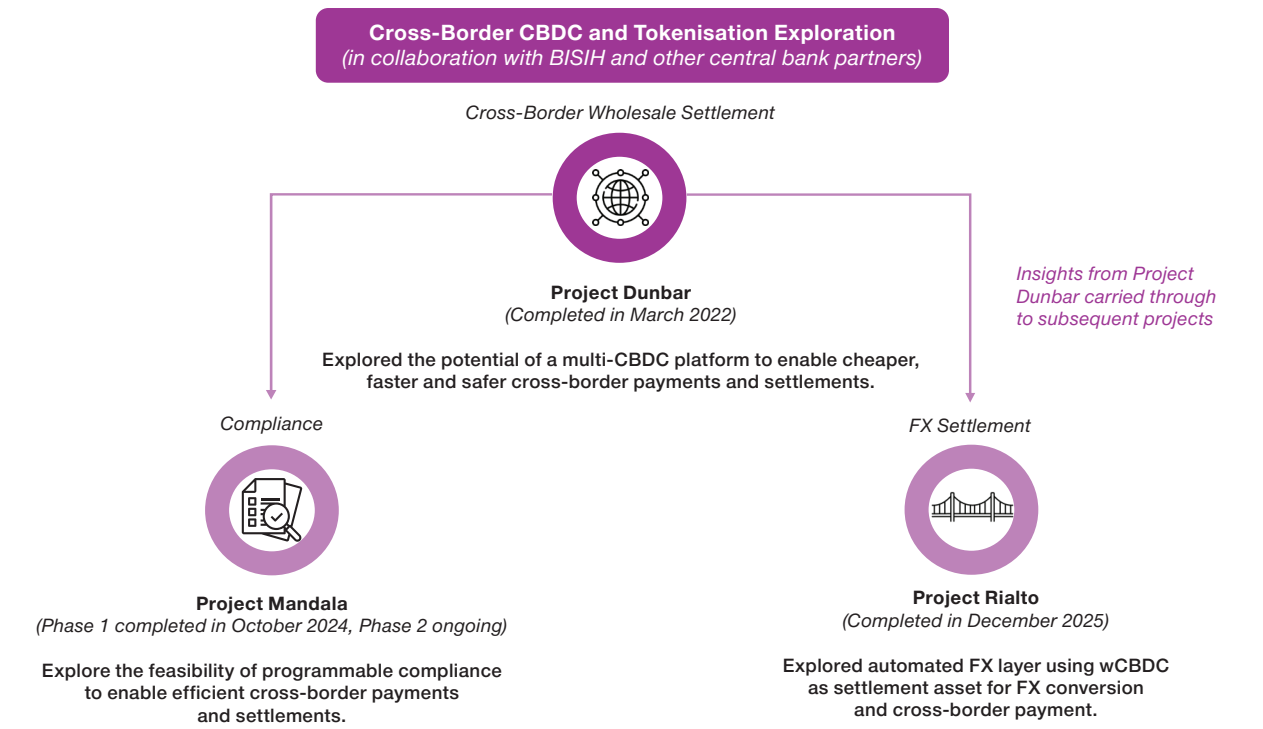 Cross-Border CBDC and Tokenisation Exploration
(in collaboration with BISIH and other central bank partners)
Cross-Border Wholesale Settlement
Project Dunbar
(Completed in March 2022)
Explored the potential of a multi-CBDC platform to enable cheaper,
faster and safer cross-border payments and settlements.
Insights from Project
Dunbar carried through
to subsequent projects
Compliance
Project Mandala
(Phase 1 completed in October 2024, Phase 2 ongoing)
Explore the feasibility of programmable compliance
to enable efficient cross-border payments
and settlements.
FX Settlement
Project Rialto
(Completed in December 2025)
Explored automated FX layer using wCBDC
as settlement asset for FX conversion
and cross-border payment.